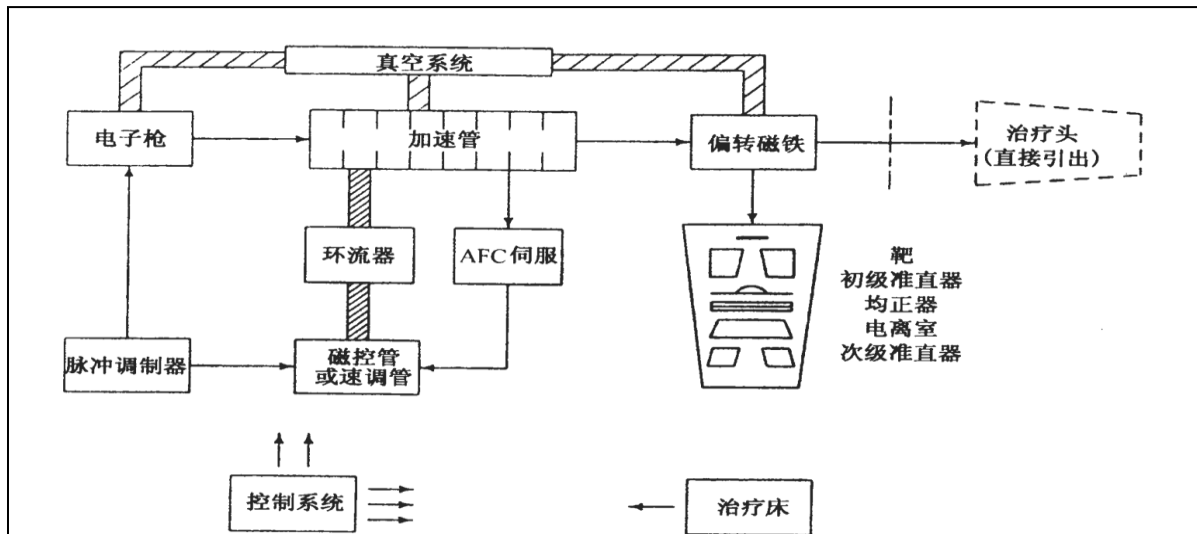 真空系统
电子枪
加速管
偏转磁铁
治疗头
（直接引出）
环流器
AFC伺服
靶
初级准直器
均正器
电离室
次级准直器
脉冲调制器
磁控管
或速调管
控制系统
治疗床